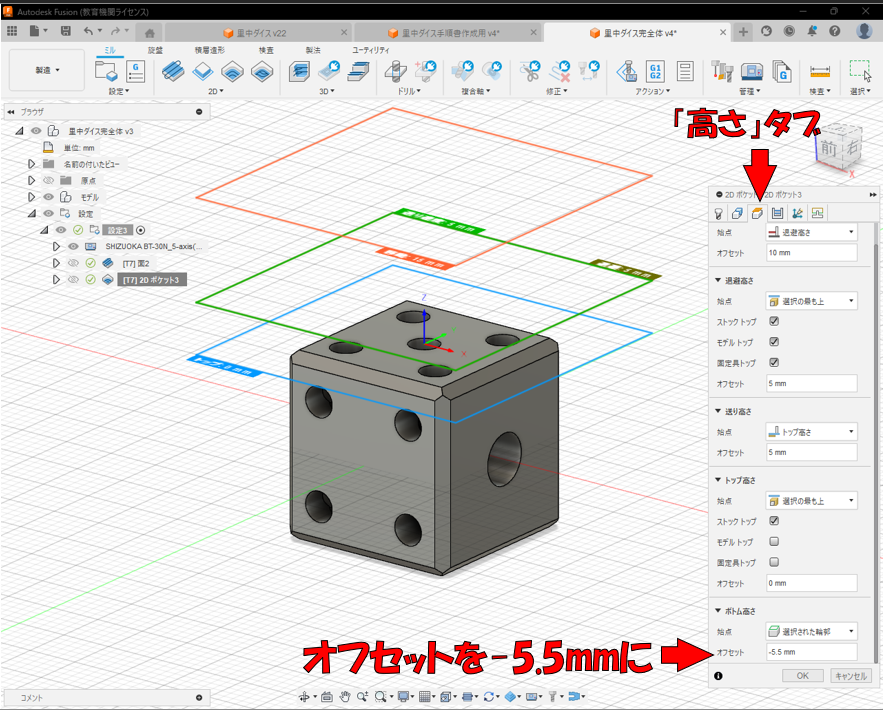 Autodesk Fusion (教育機関ライセンス)
里中ダイス v22
里中ダイス手順書作成用 v4*
里中ダイス完全体 v4*
ミル
旋盤
積層造形
検査
製法
ユーティリティ
製造
設定
2D
3D
ドリル
複合軸
修正
アクション
管理
検査
選択
G1
G2
ブラウザ
里中ダイス完全体 v3
単位: mm
名前の付いたビュー
原点
モデル
設定
設定3
SHIZUOKA BT-30N_5-axis(...
[T7] 面2
[T7] 2D ポケット3
「高さ」タブ
前
右
X
Z
X
2D ポケット : 2D ポケット3
始点
退避高さ
オフセット
10 mm
退避高さ
始点
選択の最も上
ストック トップ
モデル トップ
固定具トップ
オフセット
5 mm
送り高さ
始点
トップ高さ
オフセット
5 mm
トップ高さ
始点
選択の最も上
ストック トップ
モデル トップ
固定具トップ
オフセット
0 mm
ボトム高さ
始点
選択された輪郭
オフセット
-5.5 mm
オフセットを-5.5mmに
OK
キャンセル
コメント